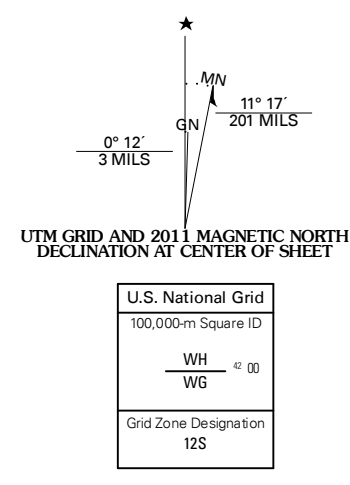 MN
11° 17´
201 MILS
GN
0° 12´
3 MILS
UTM GRID AND 2011 MAGNETIC NORTH
DECLINATION AT CENTER OF SHEET
U.S. National Grid
100,000-m Square ID
WH
42 00
WG
Grid Zone Designation
12S